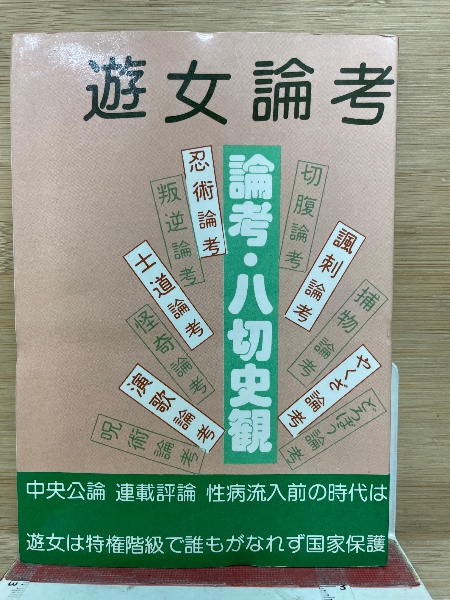 遊女論考
論考・八切史観
切腹論考
諷刺論考
捕物論考
やくざ論考
どろぼう論考
忍術論考
叛逆論考
士道論考
怪奇論考
演歌論考
呪術論考
中央公論 連載評論 性病流入前の時代は
遊女は特権階級で誰もがなれず国家保護